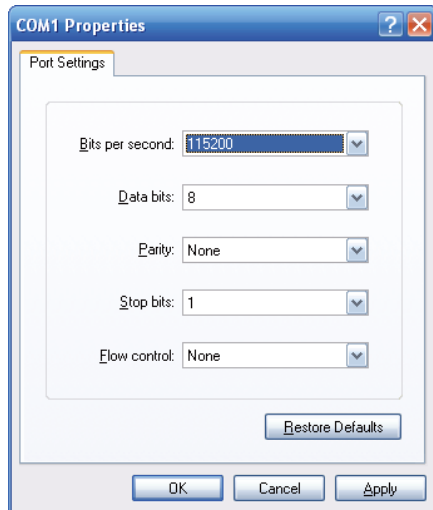 COM1 Properties
Port Settings
Bits per second: 115200
Data bits: 8
Parity: None
Stop bits: 1
Flow control: None
Restore Defaults
OK Cancel Apply